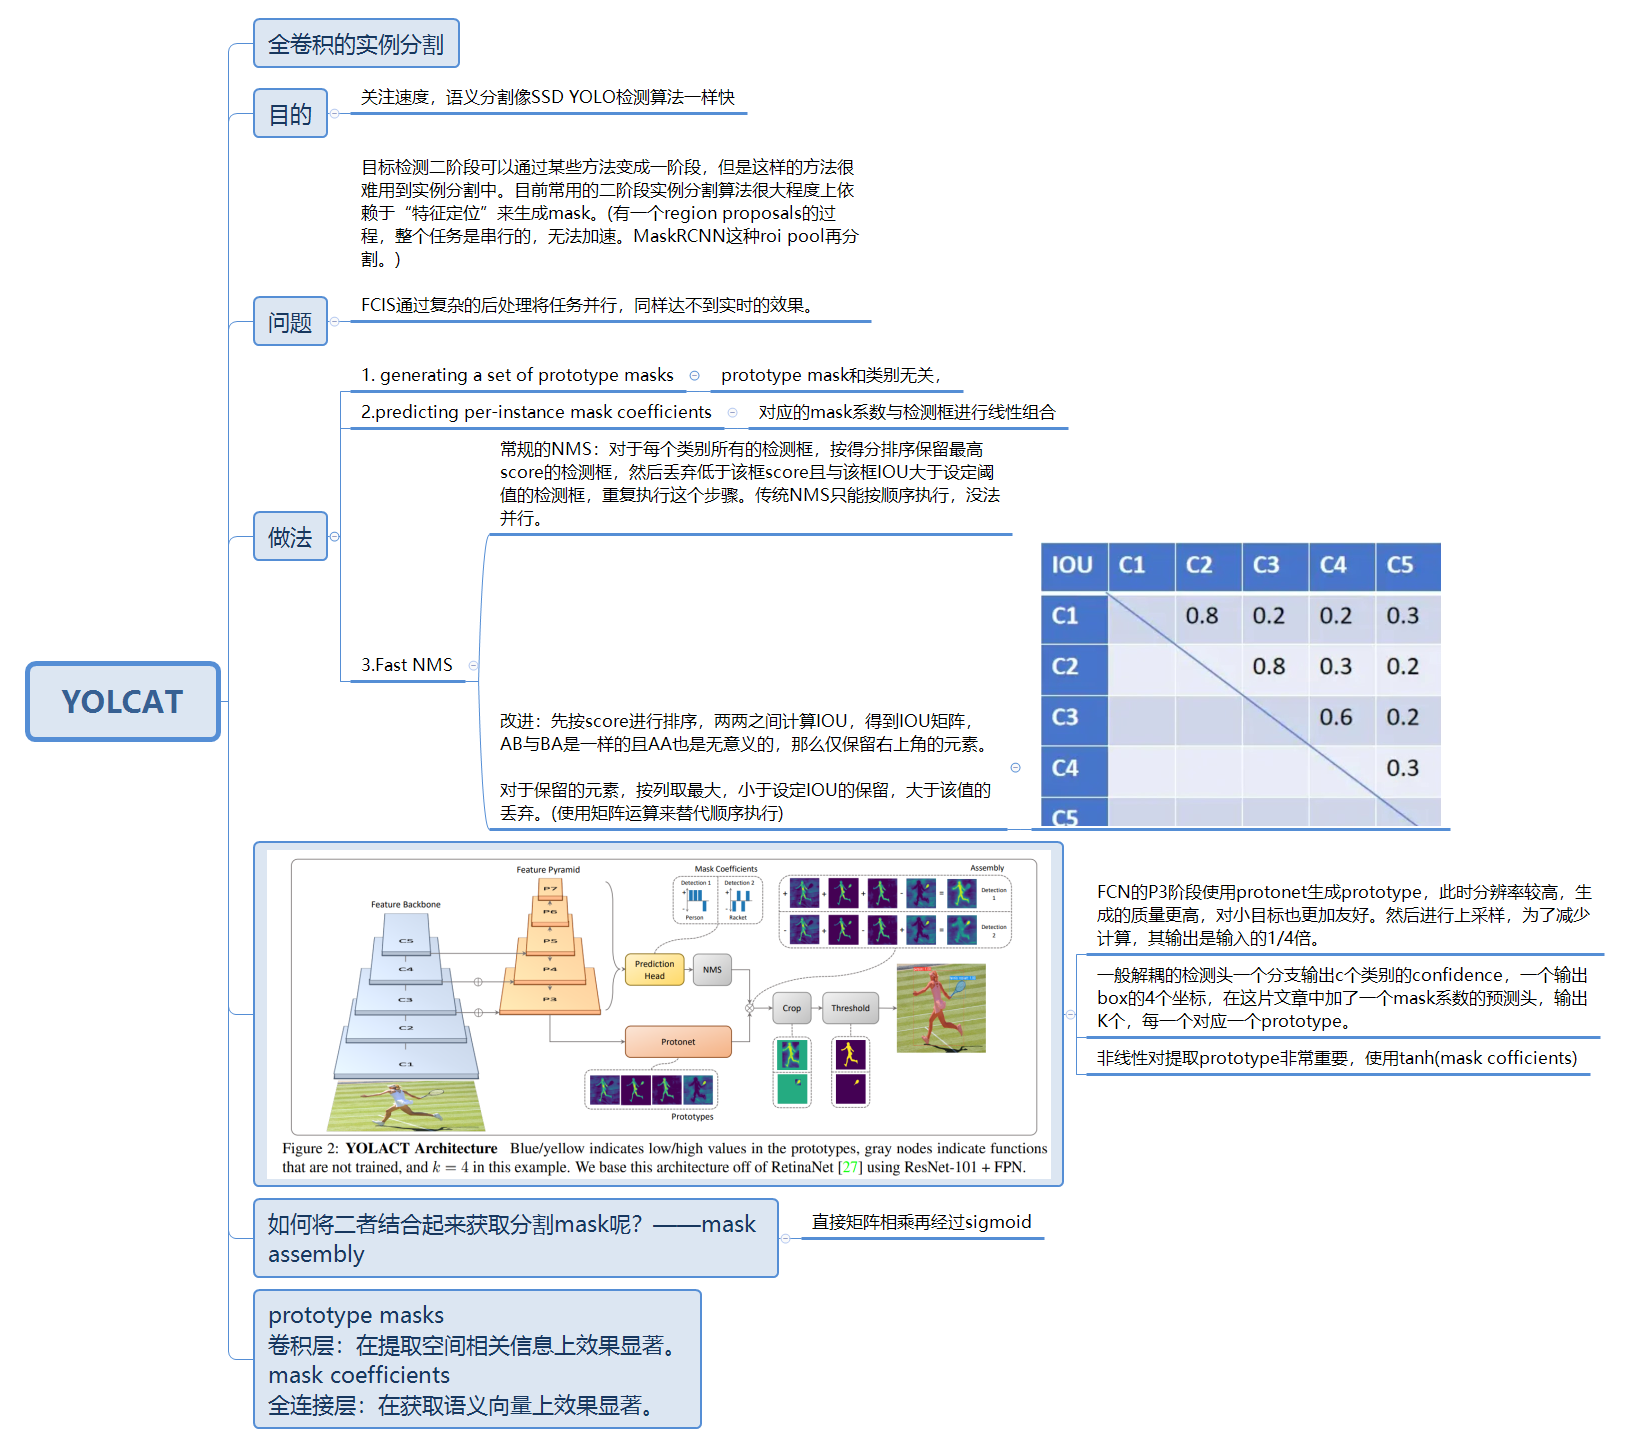 YOLCAT
全卷积的实例分割
目的
关注速度，语义分割像SSD YOLO检测算法一样快
问题
目标检测二阶段可以通过某些方法变成一阶段，但是这样的方法很
难用到实例分割中。目前常用的二阶段实例分割算法很大程度上依
赖于“特征定位”来生成mask。(有一个region proposals的过
程，整个任务是串行的，无法加速。MaskRCNN这种roi pool再分
割。)
FCIS通过复杂的后处理将任务并行，同样达不到实时的效果。
做法
1. generating a set of prototype masks
prototype mask和类别无关，
2.predicting per-instance mask coefficients
对应的mask系数与检测框进行线性组合
3.Fast NMS
常规的NMS：对于每个类别所有的检测框，按得分排序保留最高
score的检测框，然后丢弃低于该框score且与该框IOU大于设定阈
值的检测框，重复执行这个步骤。传统NMS只能按顺序执行，没法
并行。
改进：先按score进行排序，两两之间计算IOU，得到IOU矩阵，
AB与BA是一样的且AA也是无意义的，那么仅保留右上角的元素。
对于保留的元素，按列取最大，小于设定IOU的保留，大于该值的
丢弃。(使用矩阵运算来替代顺序执行)
IOU C1 C2 C3 C4 C5
C1 0.8 0.2 0.2 0.3
C2 0.8 0.3 0.2
C3 0.6 0.2
C4 0.3
C5
Feature Backbone
C5
C4
C3
C2
C1
Feature Pyramid
P7
P6
P5
P4
P3
Mask Coefficients
Detection 1
Detection 2
Person
Racket
Assembly
Detection
1
Detection
2
Prediction
Head
NMS
Protonet
Prototypes
Crop
Threshold
Figure 2: YOLACT Architecture Blue/yellow indicates low/high values in the prototypes, gray nodes indicate functions
that are not trained, and k = 4 in this example. We base this architecture off of RetinaNet [27] using ResNet-101 + FPN.
FCN的P3阶段使用protonet生成prototype，此时分辨率较高，生
成的质量更高，对小目标也更加友好。然后进行上采样，为了减少
计算，其输出是输入的1/4倍。
一般解耦的检测头一个分支输出c个类别的confidence，一个输出
box的4个坐标，在这片文章中加了一个mask系数的预测头，输出
K个，每一个对应一个prototype。
非线性对提取prototype非常重要，使用tanh(mask cofficients)
如何将二者结合起来获取分割mask呢？——mask
assembly
直接矩阵相乘再经过sigmoid
prototype masks
卷积层：在提取空间相关信息上效果显著。
mask coefficients
全连接层：在获取语义向量上效果显著。